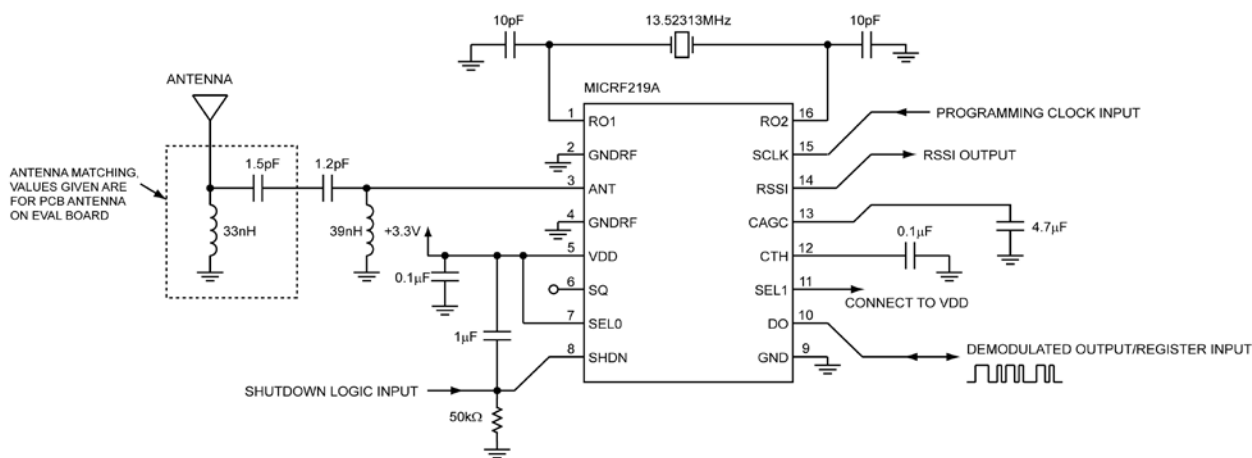 10pF
13.52313MHz
10pF
MICRF219A
ANTENNA
1 RO1
RO2 16
PROGRAMMING CLOCK INPUT
2 GNDRF
SCLK 15
RSSI OUTPUT
1.5pF
1.2pF
ANTENNA MATCHING,
VALUES GIVEN ARE
FOR PCB ANTENNA
ON EVAL BOARD
3 ANT
RSSI 14
33nH
39nH
+3.3V
4 GNDRF
CAGC 13
4.7µF
5 VDD
CTH 12
0.1µF
0.1µF
6 SQ
SEL1 11
CONNECT TO VDD
7 SEL0
DO 10
1µF
8 SHDN
GND 9
DEMODULATED OUTPUT/REGISTER INPUT
SHUTDOWN LOGIC INPUT
50kΩ